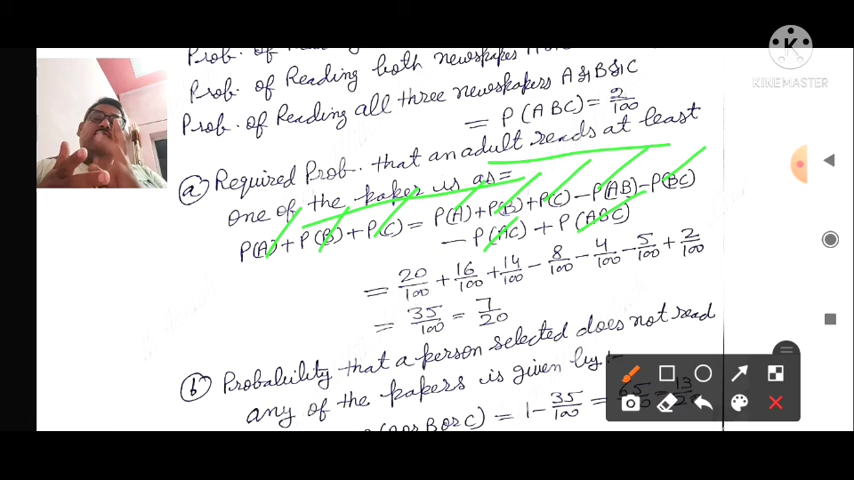 KINEMASTER
Prob. of Reading both newspapers A &
Prob. of Reading all three newspapers A & B & C
= P(ABC) = 2/100
(a) Required Prob. that an adult reads at least
one of the paper is as =
P(A) + P(B) + P(C) = P(A) + P(B) + P(C) - P(AB) - P(BC)
- P(AC) + P(ABC)
= 20/100 + 16/100 + 14/100 - 8/100 - 4/100 - 5/100 + 2/100
= 35/100 = 7/20
(b) Probability that a person selected does not read
any of the papers is given by :-
= 1 - 35/100 =